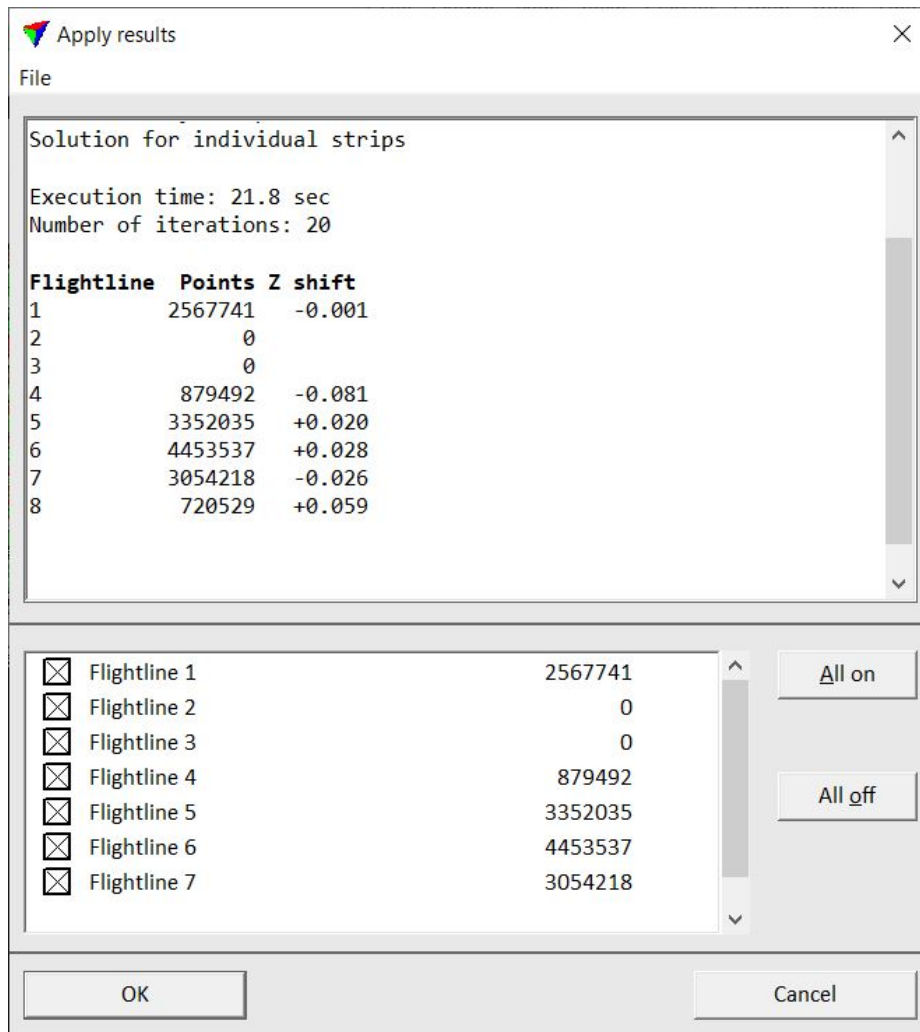 Apply results
File
Solution for individual strips
Execution time: 21.8 sec
Number of iterations: 20
Flightline Points Z shift
1 2567741 -0.001
2 0
3 0
4 879492 -0.081
5 3352035 +0.020
6 4453537 +0.028
7 3054218 -0.026
8 720529 +0.059
Flightline 1 2567741
Flightline 2 0
Flightline 3 0
Flightline 4 879492
Flightline 5 3352035
Flightline 6 4453537
Flightline 7 3054218
All on
All off
OK
Cancel